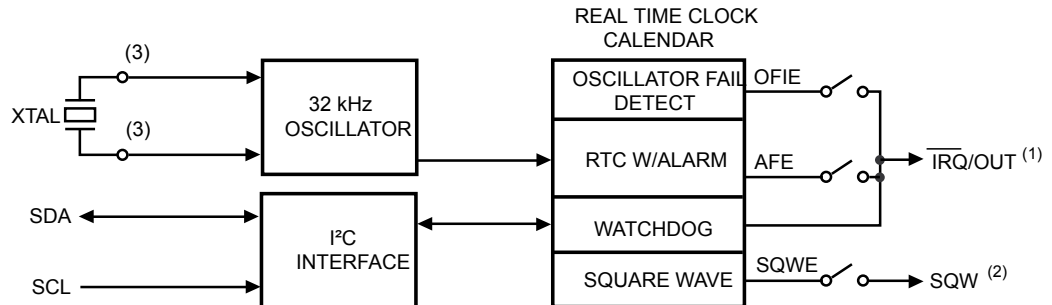 REAL TIME CLOCK
CALENDAR
(3)
XTAL
(3)
32 kHz
OSCILLATOR
OSCILLATOR FAIL
DETECT
OFIE
RTC W/ALARM
AFE
IRQ/OUT (1)
SDA
SCL
I²C
INTERFACE
WATCHDOG
SQUARE WAVE
SQWE
SQW (2)